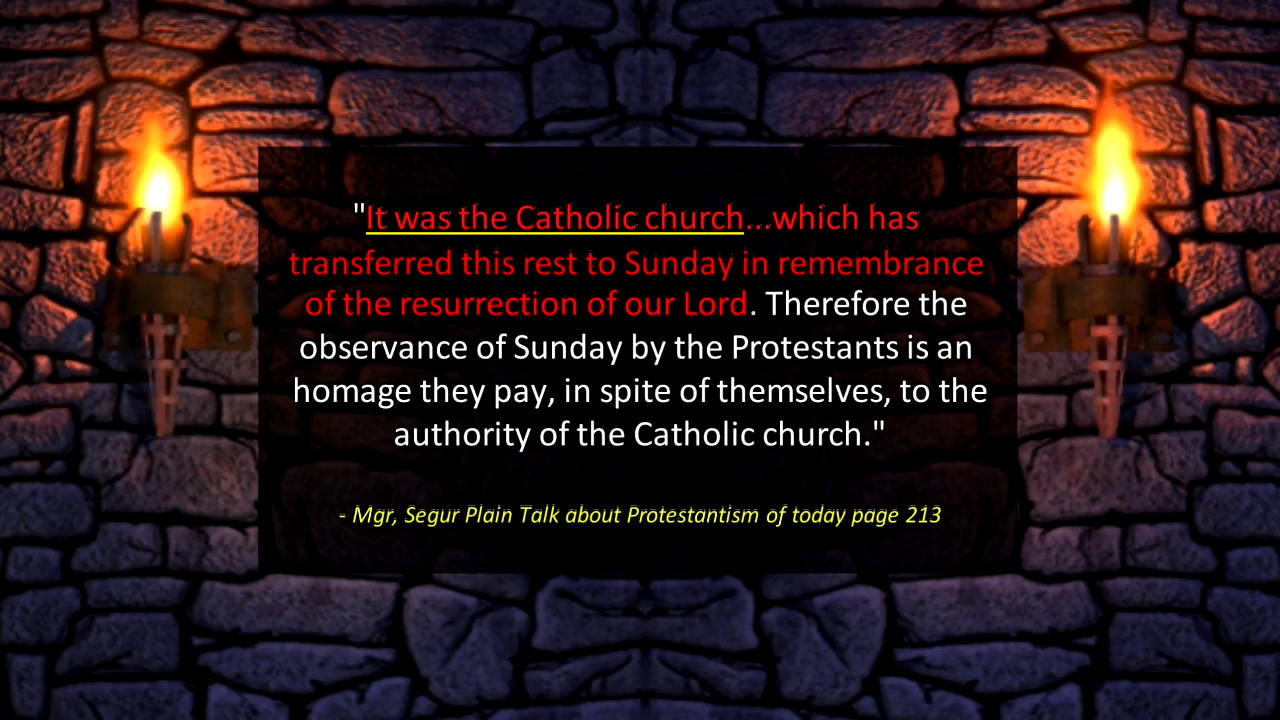 "It was the Catholic church...which has
transferred this rest to Sunday in remembrance
of the resurrection of our Lord. Therefore the
observance of Sunday by the Protestants is an
homage they pay, in spite of themselves, to the
authority of the Catholic church."
- Mgr, Segur Plain Talk about Protestantism of today page 213